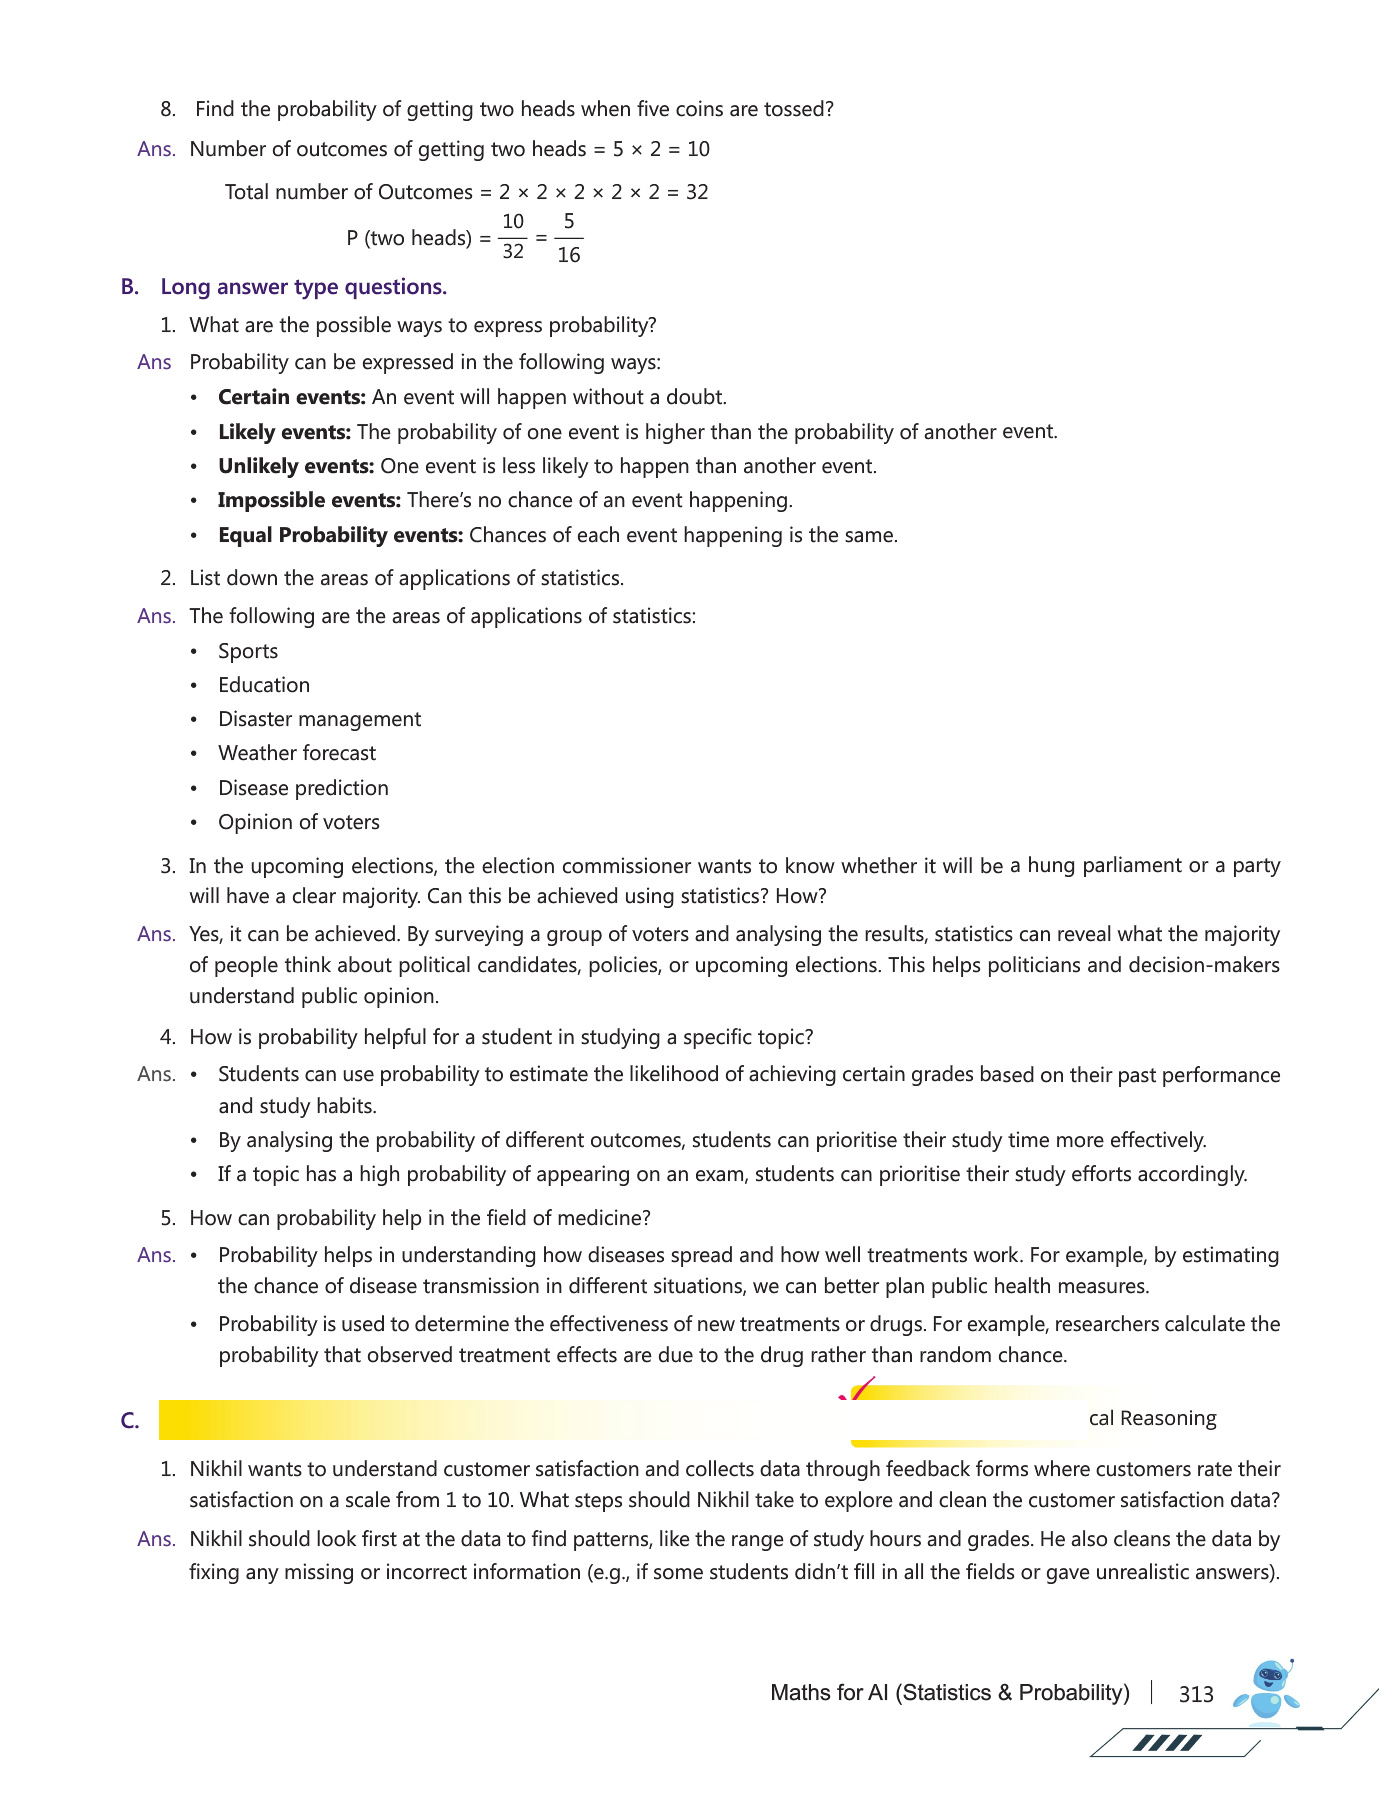 8. Find the probability of getting two heads when five coins are tossed?
Ans. Number of outcomes of getting two heads = 5 × 2 = 10
Total number of Outcomes = 2 × 2 × 2 × 2 × 2 = 32
P (two heads) = 10/32 = 5/16
B. Long answer type questions.
1. What are the possible ways to express probability?
Ans Probability can be expressed in the following ways:
• Certain events: An event will happen without a doubt.
• Likely events: The probability of one event is higher than the probability of another event.
• Unlikely events: One event is less likely to happen than another event.
• Impossible events: There’s no chance of an event happening.
• Equal Probability events: Chances of each event happening is the same.
2. List down the areas of applications of statistics.
Ans. The following are the areas of applications of statistics:
• Sports
• Education
• Disaster management
• Weather forecast
• Disease prediction
• Opinion of voters
3. In the upcoming elections, the election commissioner wants to know whether it will be a hung parliament or a party
will have a clear majority. Can this be achieved using statistics? How?
Ans. Yes, it can be achieved. By surveying a group of voters and analysing the results, statistics can reveal what the majority
of people think about political candidates, policies, or upcoming elections. This helps politicians and decision-makers
understand public opinion.
4. How is probability helpful for a student in studying a specific topic?
Ans. • Students can use probability to estimate the likelihood of achieving certain grades based on their past performance
and study habits.
• By analysing the probability of different outcomes, students can prioritise their study time more effectively.
• If a topic has a high probability of appearing on an exam, students can prioritise their study efforts accordingly.
5. How can probability help in the field of medicine?
Ans. • Probability helps in understanding how diseases spread and how well treatments work. For example, by estimating
the chance of disease transmission in different situations, we can better plan public health measures.
• Probability is used to determine the effectiveness of new treatments or drugs. For example, researchers calculate the
probability that observed treatment effects are due to the drug rather than random chance.
C. cal Reasoning
1. Nikhil wants to understand customer satisfaction and collects data through feedback forms where customers rate their
satisfaction on a scale from 1 to 10. What steps should Nikhil take to explore and clean the customer satisfaction data?
Ans. Nikhil should look first at the data to find patterns, like the range of study hours and grades. He also cleans the data by
fixing any missing or incorrect information (e.g., if some students didn’t fill in all the fields or gave unrealistic answers).
Maths for AI (Statistics & Probability) | 313